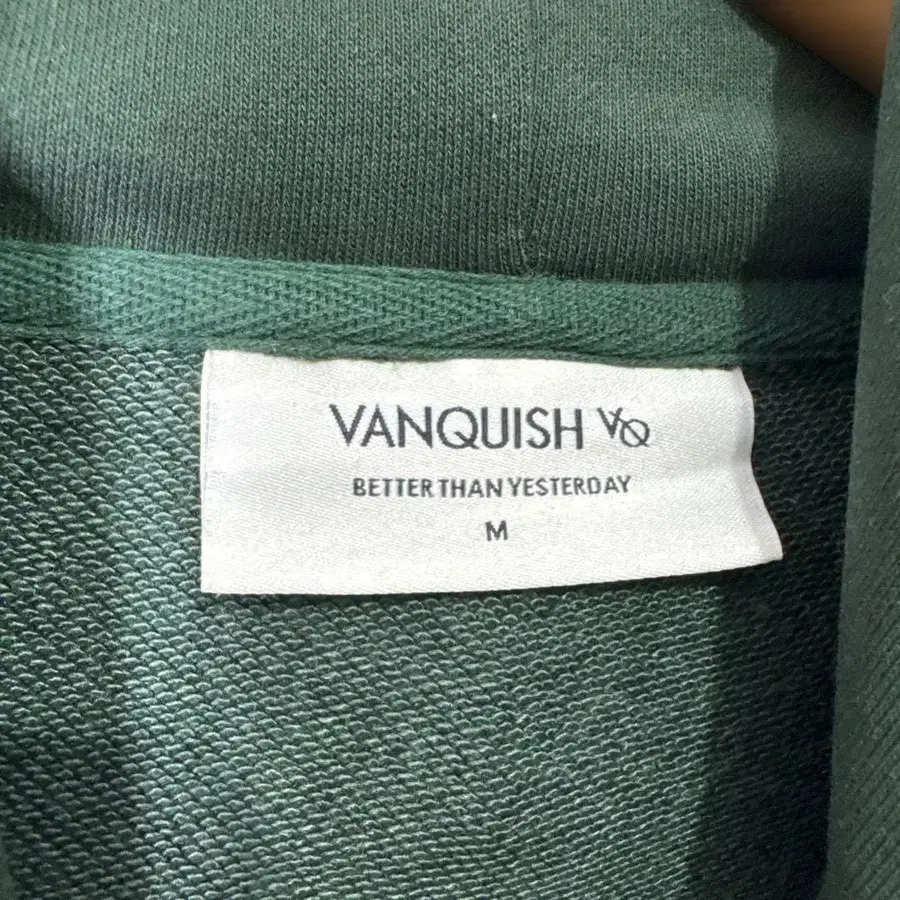 VANQUISH VQ
BETTER THAN YESTERDAY
M